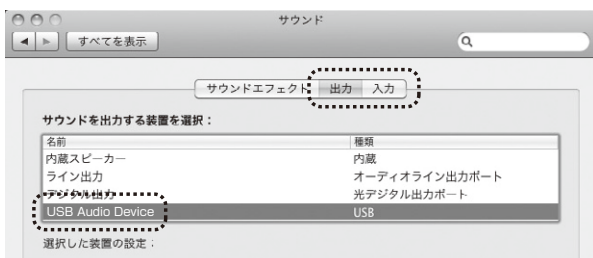 サウンド
すべてを表示
サウンドエフェクト 出力 入力
サウンドを出力する装置を選択：
名前 種類
内蔵スピーカー 内蔵
ライン出力 オーディオライン出力ポート
デジタル出力 光デジタル出力ポート
USB Audio Device USB
選択した装置の設定：